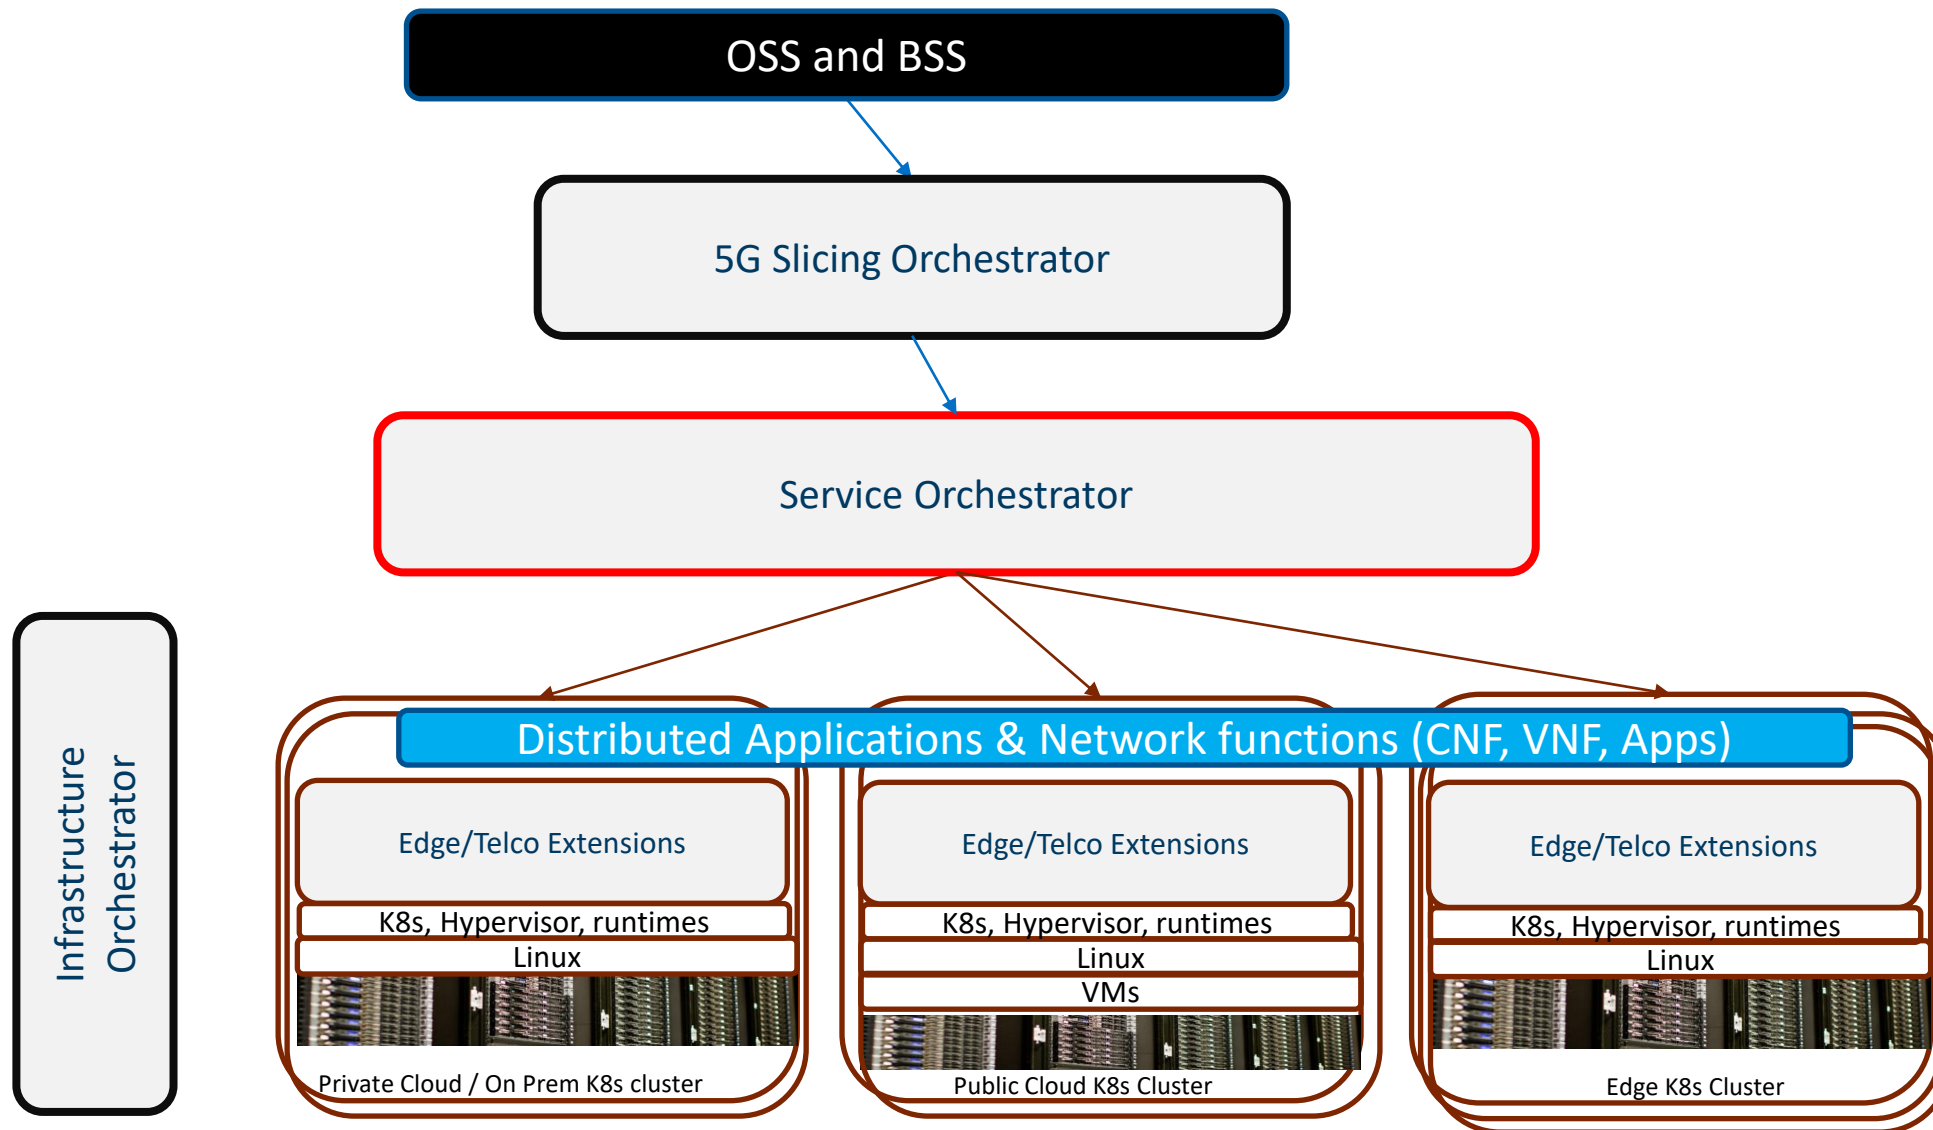 OSS and BSS
5G Slicing Orchestrator
Service Orchestrator
Infrastructure
Orchestrator
Distributed Applications & Network functions (CNF, VNF, Apps)
Edge/Telco Extensions
K8s, Hypervisor, runtimes
Linux
Private Cloud / On Prem K8s cluster
Edge/Telco Extensions
K8s, Hypervisor, runtimes
Linux
VMs
Public Cloud K8s Cluster
Edge/Telco Extensions
K8s, Hypervisor, runtimes
Linux
Edge K8s Cluster